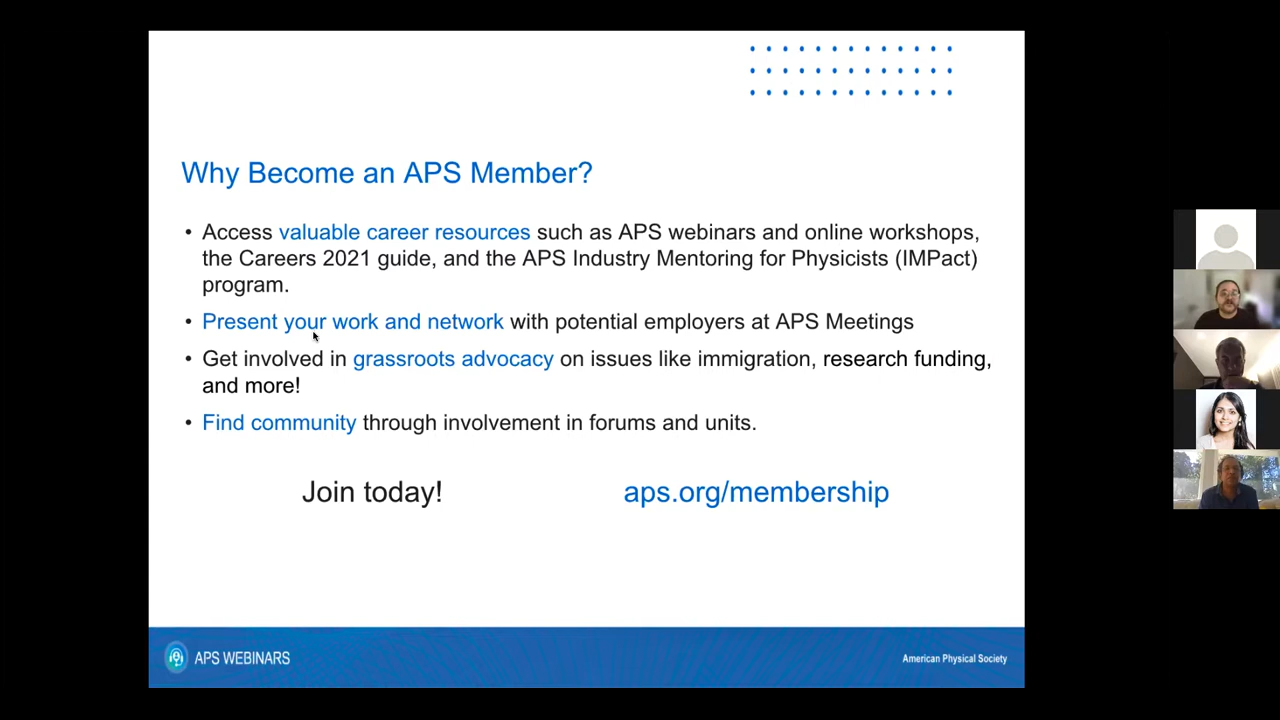 Why Become an APS Member?
• Access valuable career resources such as APS webinars and online workshops,
the Careers 2021 guide, and the APS Industry Mentoring for Physicists (IMPact)
program.
• Present your work and network with potential employers at APS Meetings
• Get involved in grassroots advocacy on issues like immigration, research funding,
and more!
• Find community through involvement in forums and units.
Join today! aps.org/membership
APS WEBINARS
American Physical Society